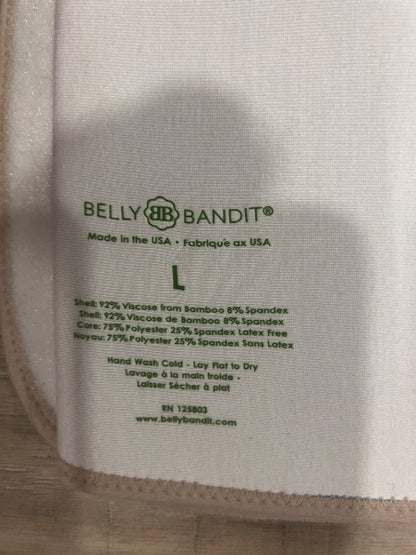 BELLY BB BANDIT®
Made in the USA • Fabriquϩe ax USA
L
Shell: 92% Viscose from Bamboo 8% Spandex
Shell: 92% Viscose de Bamboo 8% Spandex
Core: 75% Polyester 25% Spandex Latex Free
Noyau: 75% Polyester 25% Spandex Sans Latex
Hand Wash Cold - Lay Flat to Dry
Lavage à la main froide -
Laisser Sécher à plat
RN 125803
www.bellybandit.com